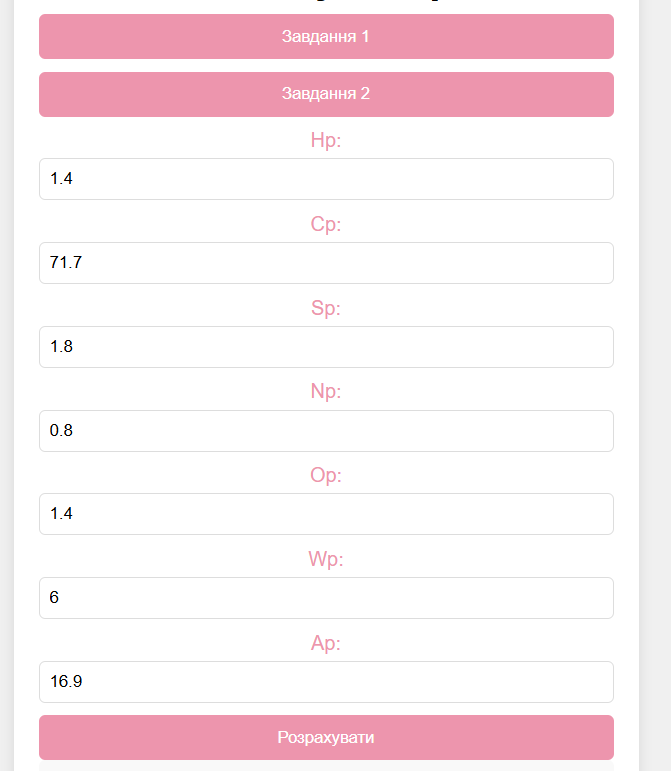 Завдання 1
Завдання 2
Hp:
1.4
Cp:
71.7
Sp:
1.8
Np:
0.8
Op:
1.4
Wp:
6
Ap:
16.9
Розрахувати